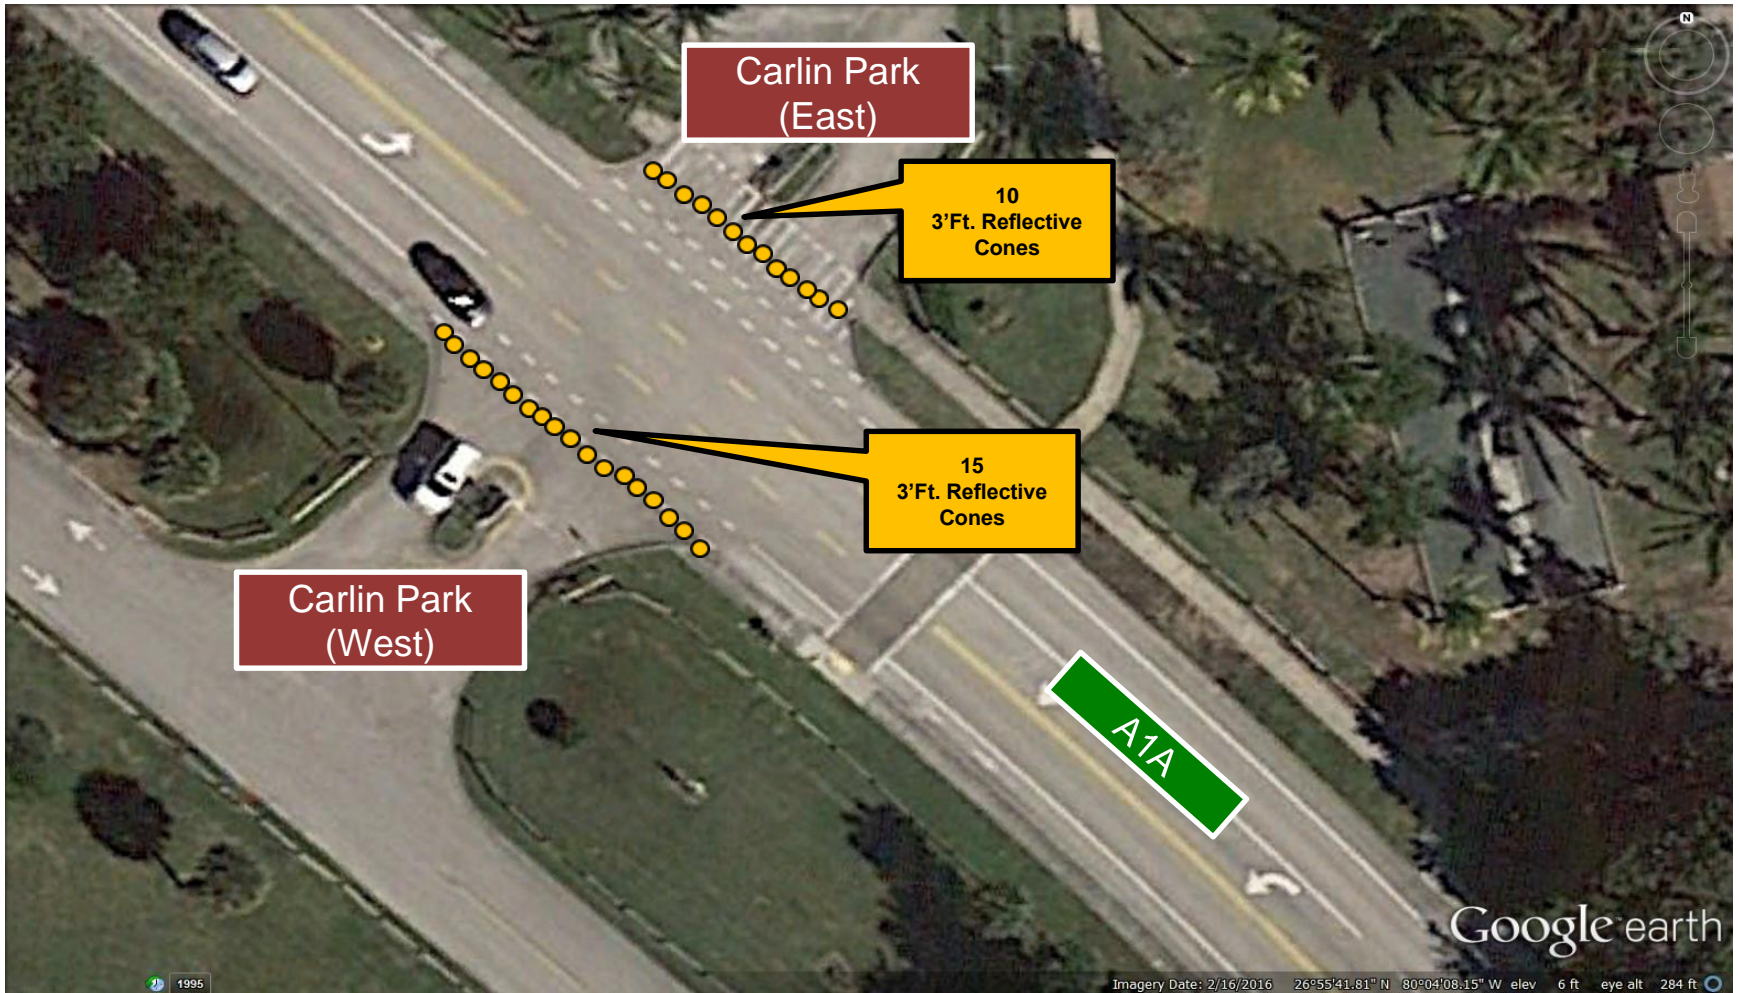 N
Carlin Park
(East)
10
3'Ft. Reflective
Cones
15
3'Ft. Reflective
Cones
Carlin Park
(West)
A1A
Google earth
1995
Imagery Date: 2/16/2016 26°55'41.81" N 80°04'08.15" W elev 6 ft eye alt 284 ft